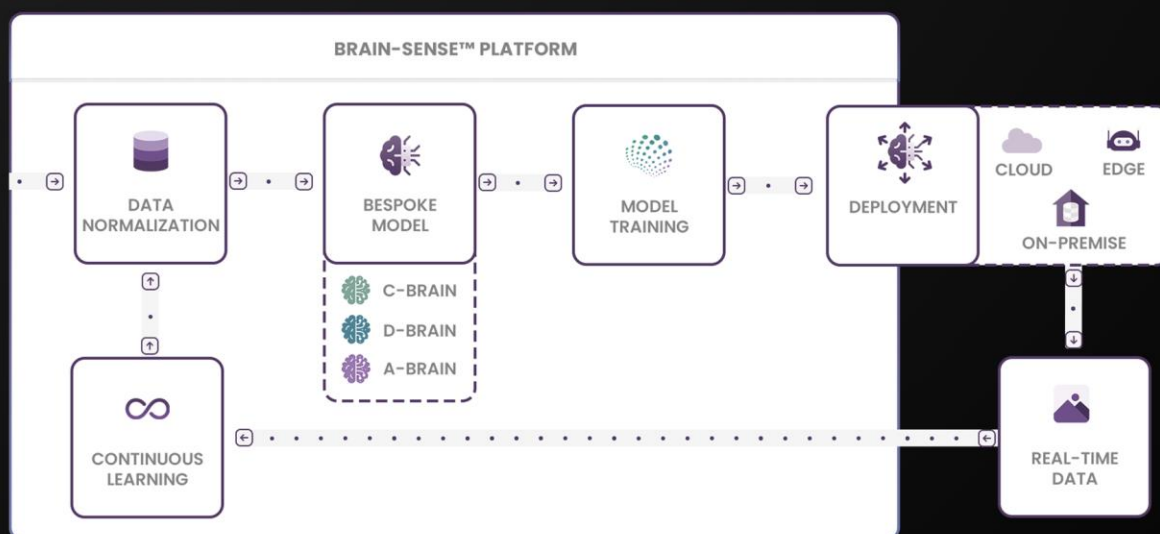 BRAIN-SENSE™ PLATFORM
DATA
NORMALIZATION
BESPOKE
MODEL
C-BRAIN
D-BRAIN
A-BRAIN
MODEL
TRAINING
DEPLOYMENT
CLOUD
EDGE
ON-PREMISE
CONTINUOUS
LEARNING
REAL-TIME
DATA